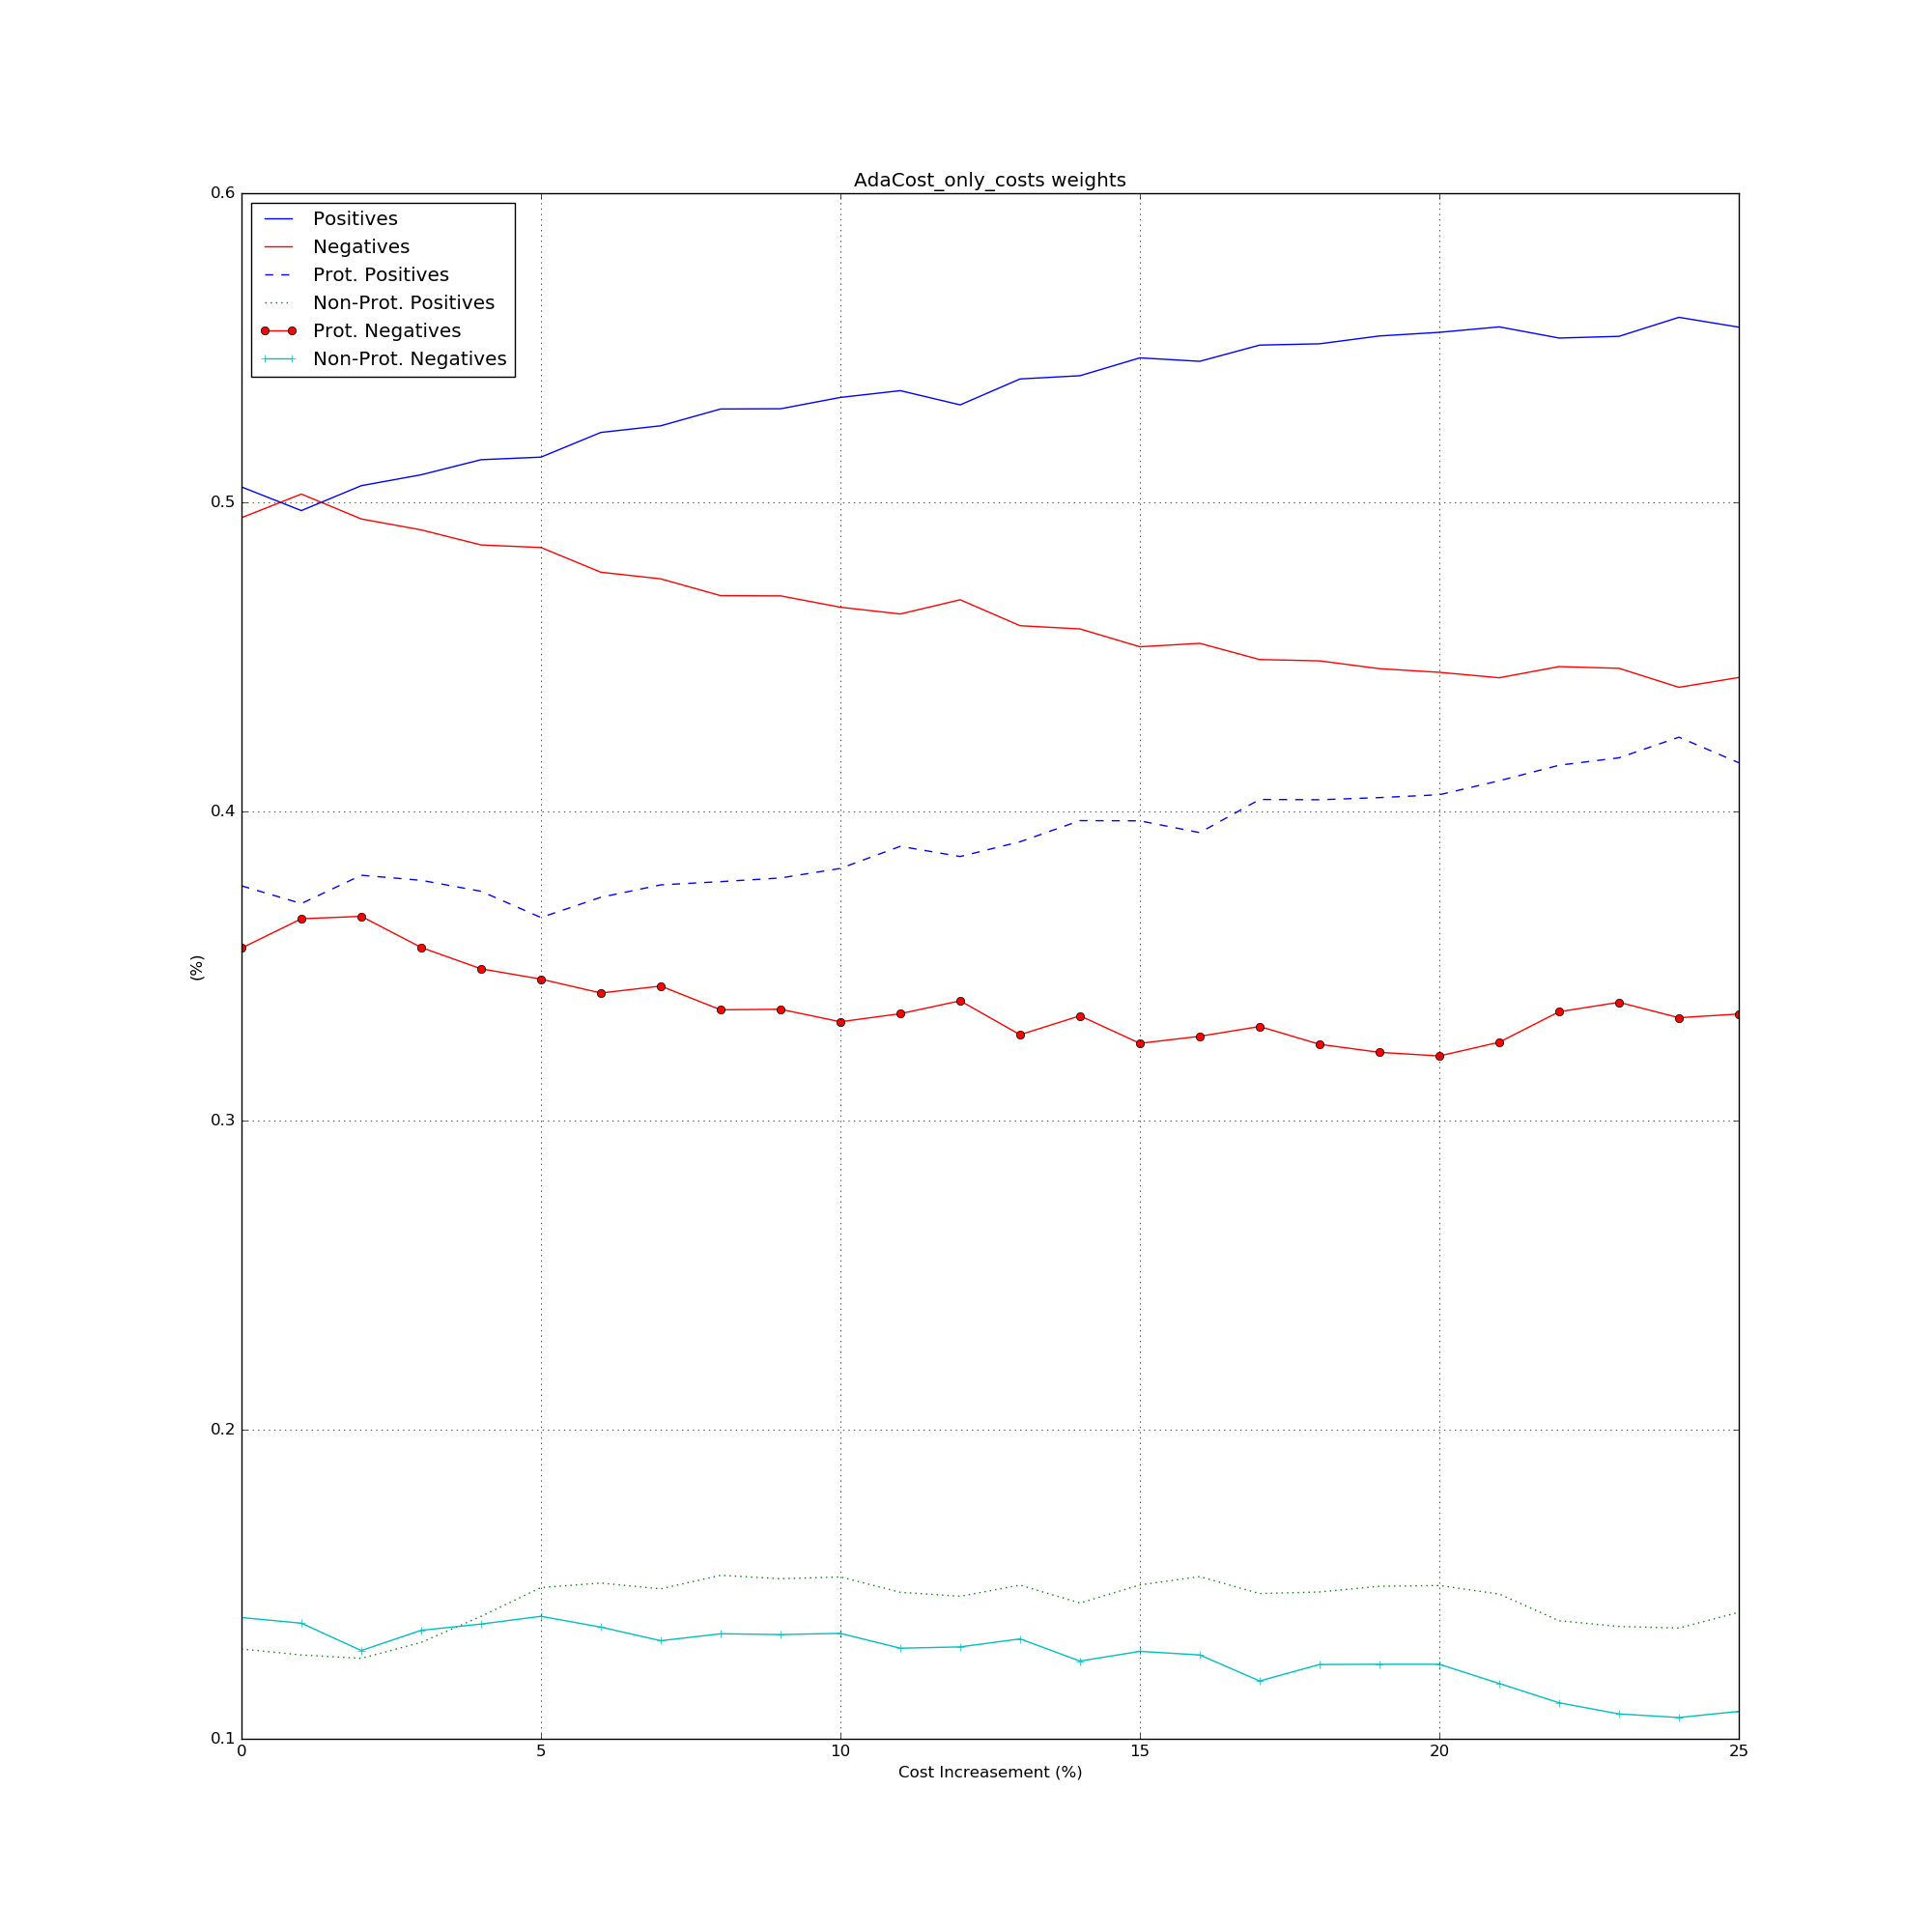 AdaCost_only_costs weights
0.6
Positives
Negatives
Prot. Positives
Non-Prot. Positives
Prot. Negatives
Non-Prot. Negatives
0.5
0.4
(%)
0.3
0.2
0.1
0 5 10 15 20 25
Cost Increasement (%)